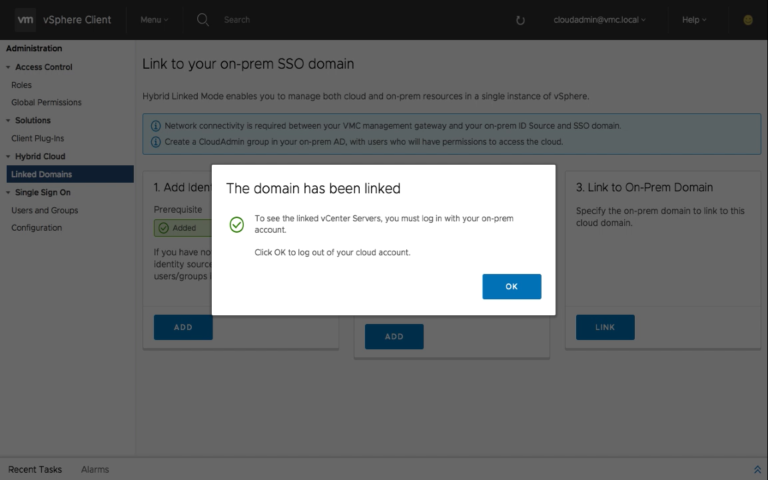 vm vSphere Client Menu Search cloudadmin@vmc.local Help
Administration
Access Control
Roles
Global Permissions
Solutions
Client Plug-Ins
Hybrid Cloud
Linked Domains
Single Sign On
Users and Groups
Configuration
Link to your on-prem SSO domain
Hybrid Linked Mode enables you to manage both cloud and on-prem resources in a single instance of vSphere.
Network connectivity is required between your VMC management gateway and your on-prem ID Source and SSO domain.
Create a CloudAdmin group in your on-prem AD, with users who will have permissions to access the cloud.
1. Add
Prerequisite
Added
If you have
identity
users/groups
ADD
The domain has been linked
To see the linked vCenter Servers, you must log in with your on-prem
account.
Click OK to log out of your cloud account.
OK
ADD
3. Link to On-Prem Domain
Specify the on-prem domain to link to this
cloud domain.
LINK
Recent Tasks Alarms